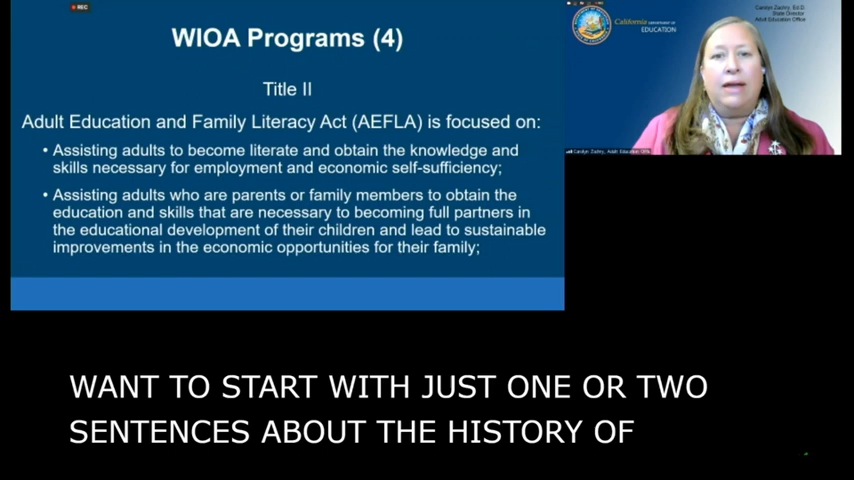 REC
WIOA Programs (4)
Title II
Adult Education and Family Literacy Act (AEFLA) is focused on:
• Assisting adults to become literate and obtain the knowledge and
skills necessary for employment and economic self-sufficiency;
• Assisting adults who are parents or family members to obtain the
education and skills that are necessary to becoming full partners in
the educational development of their children and lead to sustainable
improvements in the economic opportunities for their family;
California DEPARTMENT OF
EDUCATION
Carolyn Zachry, Ed.D.
State Director
Adult Education Office
Carolyn Zachry, Adult Education Office
WANT TO START WITH JUST ONE OR TWO
SENTENCES ABOUT THE HISTORY OF